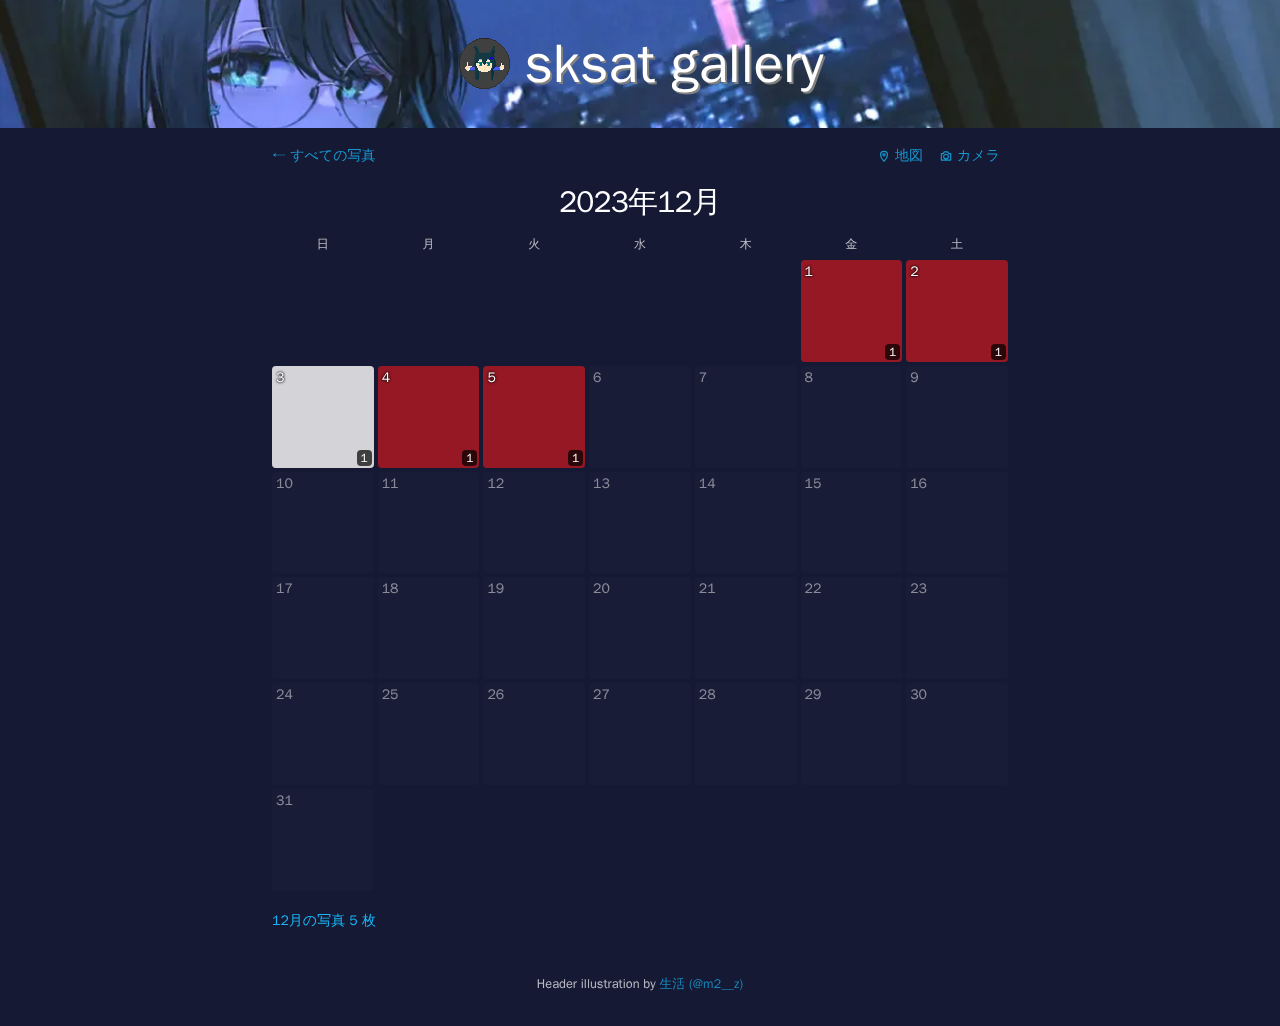 sksat gallery
← すべての写真 地図 カメラ
2023年12月
日 月 火 水 木 金 土
1 2
1 1
3 4 5 6 7 8 9
1 1 1
10 11 12 13 14 15 16
17 18 19 20 21 22 23
24 25 26 27 28 29 30
31
12月の写真 5 枚
Header illustration by 生活 (@m2__z)